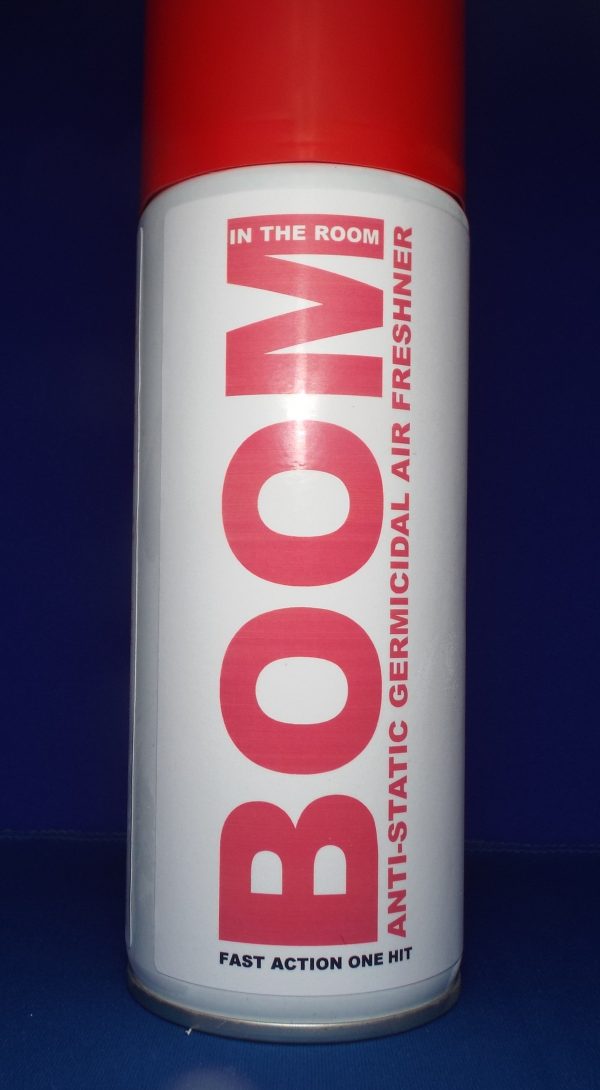 BOOM
IN THE ROOM
ANTI-STATIC GERMICIDAL AIR FRESHNER
FAST ACTION ONE HIT